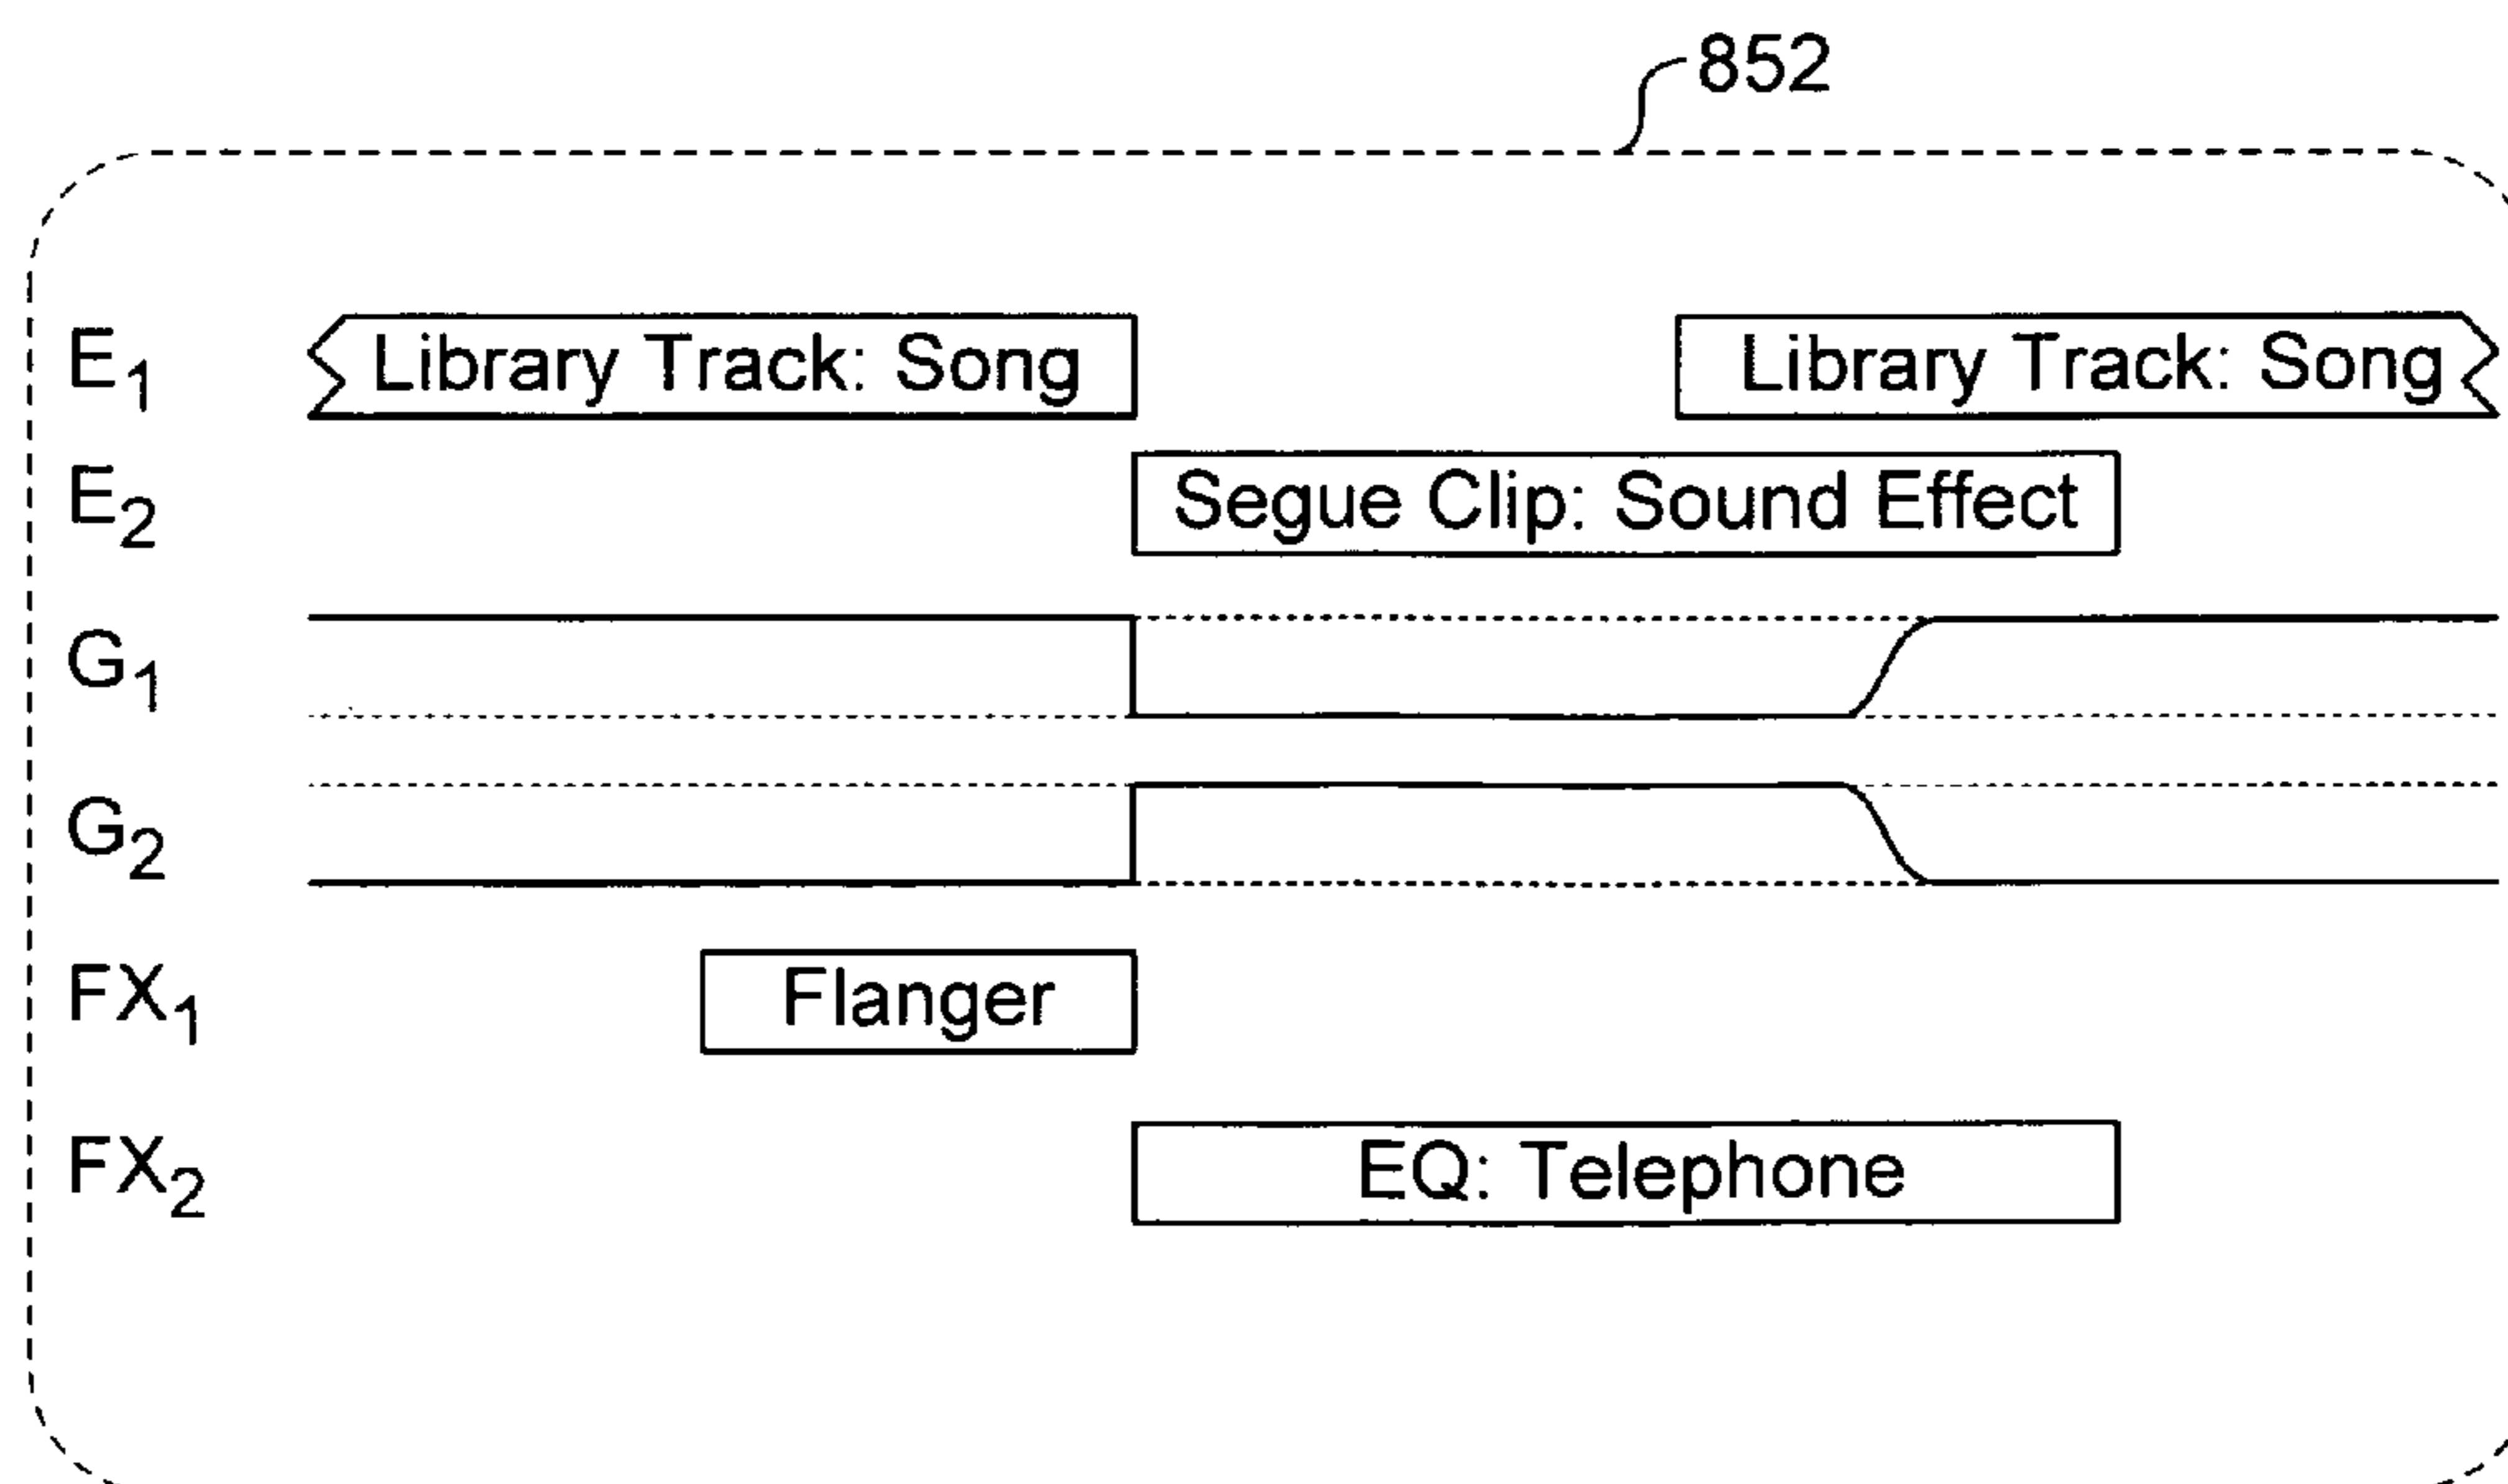 852
E1 Library Track: Song Library Track: Song
E2 Segue Clip: Sound Effect
G1
G2
FX1 Flanger
FX2 EQ: Telephone